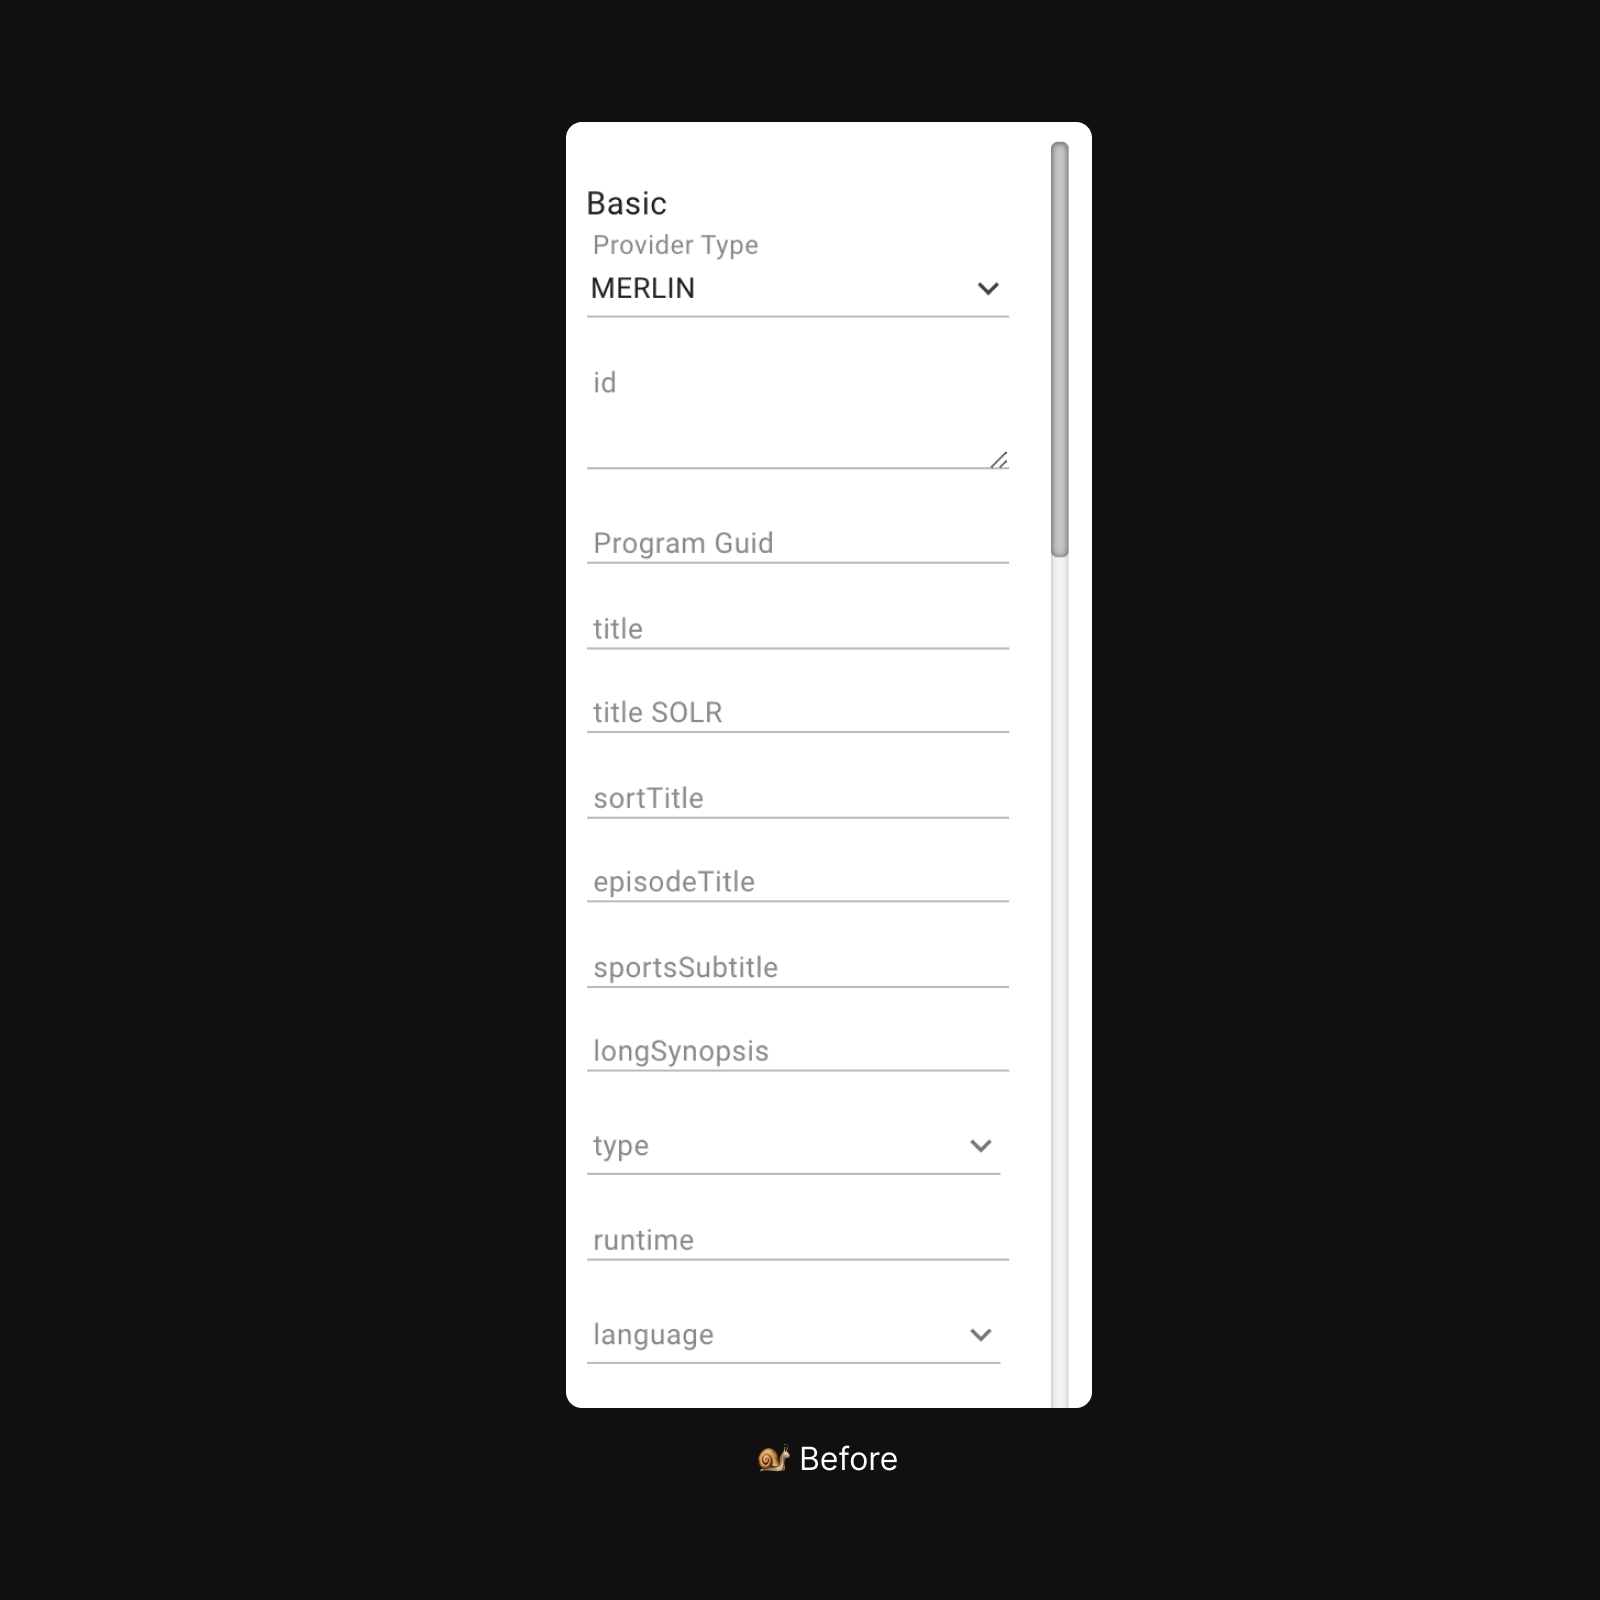 Basic
Provider Type
MERLIN
id
Program Guid
title
title SOLR
sortTitle
episodeTitle
sportsSubtitle
longSynopsis
type
runtime
language
🐌 Before